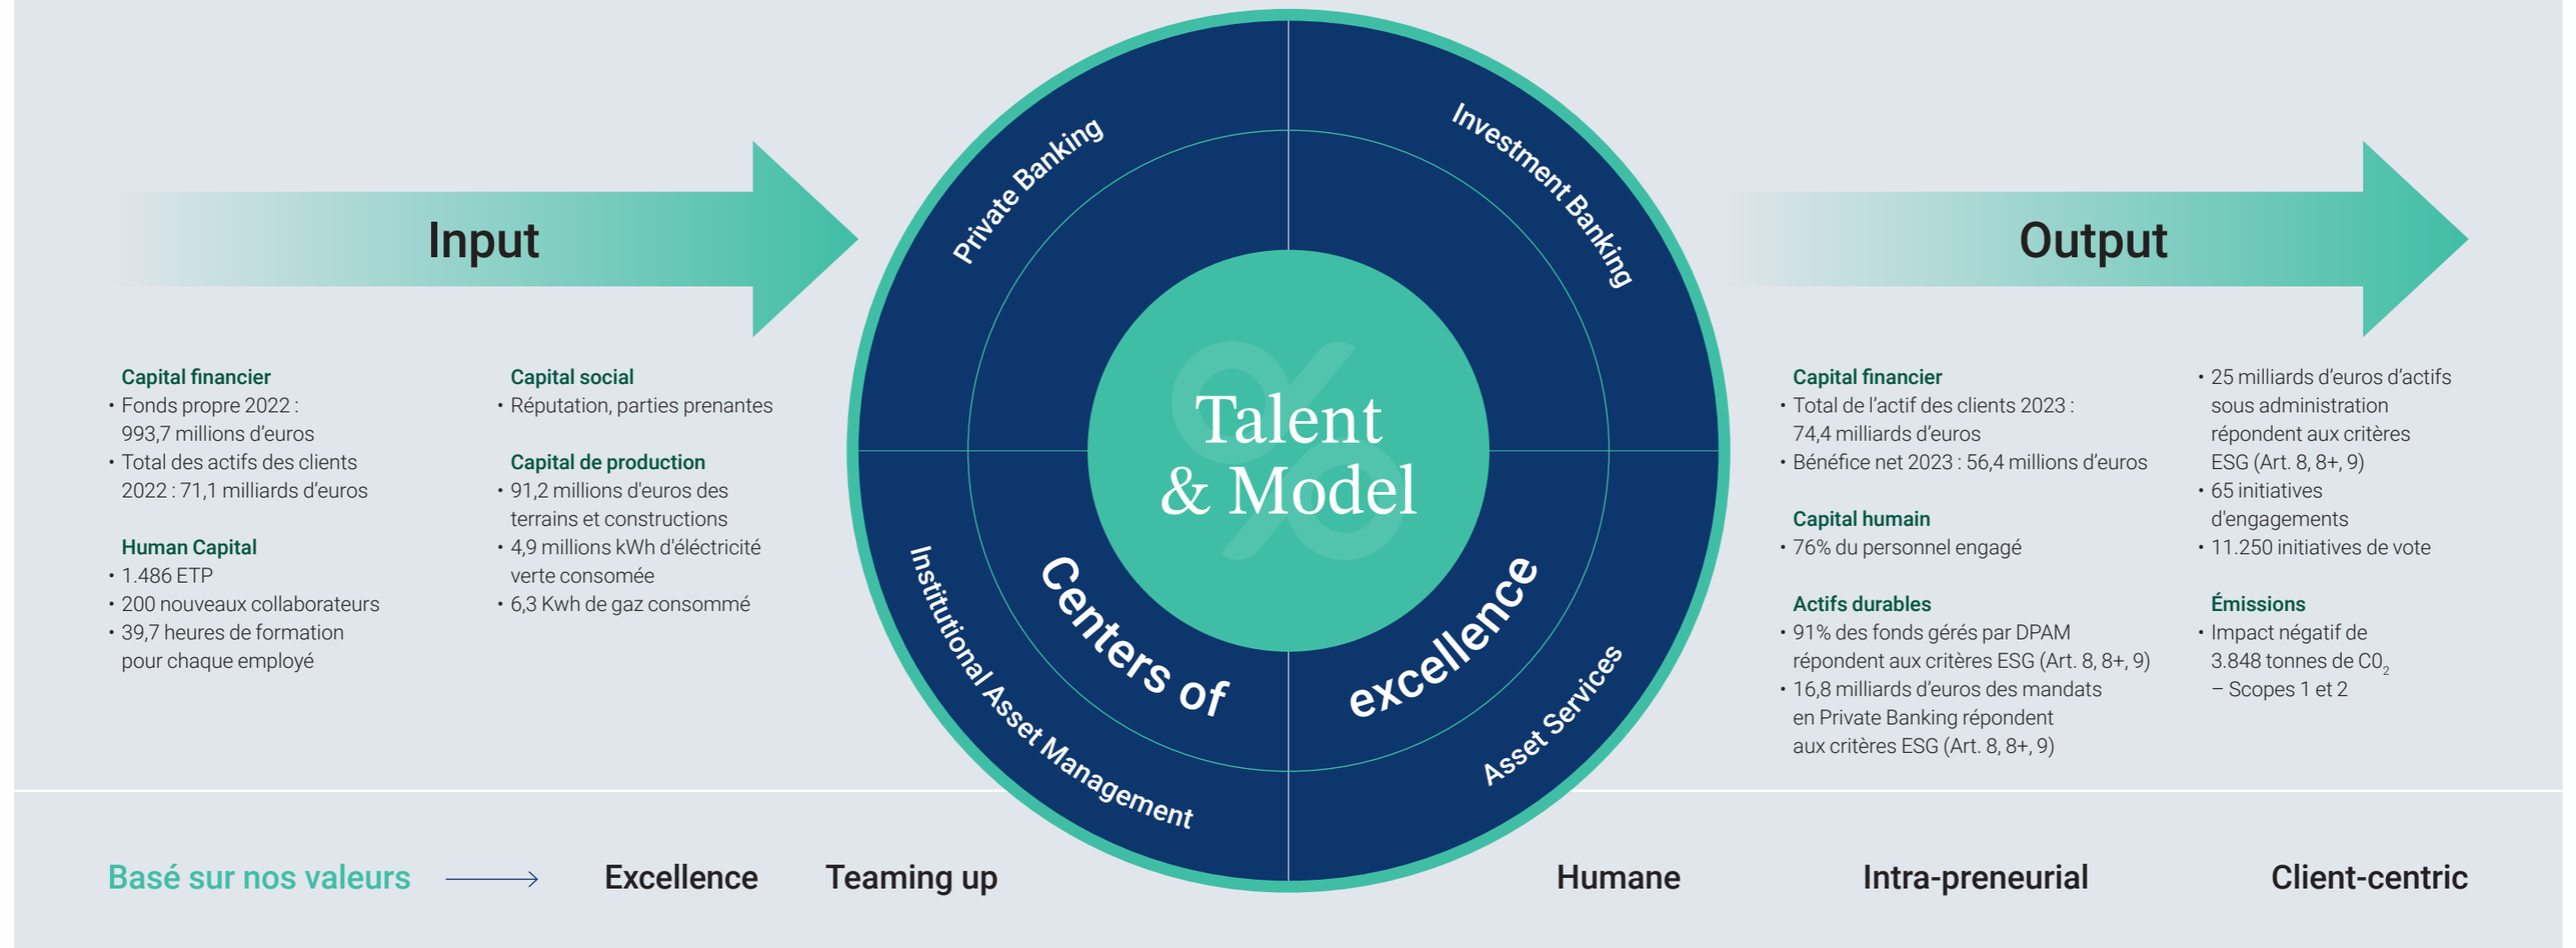 Input
Capital financier
• Fonds propre 2022 :
993,7 millions d’euros
• Total des actifs des clients
2022 : 71,1 milliards d’euros
Human Capital
• 1.486 ETP
• 200 nouveaux collaborateurs
• 39,7 heures de formation
pour chaque employé
Capital social
• Réputation, parties prenantes
Capital de production
• 91,2 millions d'euros des
terrains et constructions
• 4,9 millions kWh d'éléctricité
verte consomée
• 6,3 Kwh de gaz consommé
Private Banking
Investment Banking
Talent
& Model
Centers of excellence
Institutional Asset Management
Asset Services
Output
Capital financier
• Total de l’actif des clients 2023 :
74,4 milliards d’euros
• Bénéfice net 2023 : 56,4 millions d’euros
Capital humain
• 76% du personnel engagé
Actifs durables
• 91% des fonds gérés par DPAM
répondent aux critères ESG (Art. 8, 8+, 9)
• 16,8 milliards d’euros des mandats
en Private Banking répondent
aux critères ESG (Art. 8, 8+, 9)
• 25 milliards d’euros d’actifs
sous administration
répondent aux critères
ESG (Art. 8, 8+, 9)
• 65 initiatives
d'engagements
• 11.250 initiatives de vote
Émissions
• Impact négatif de
3.848 tonnes de C0₂
– Scopes 1 et 2
Basé sur nos valeurs
Excellence
Teaming up
Humane
Intra-preneurial
Client-centric